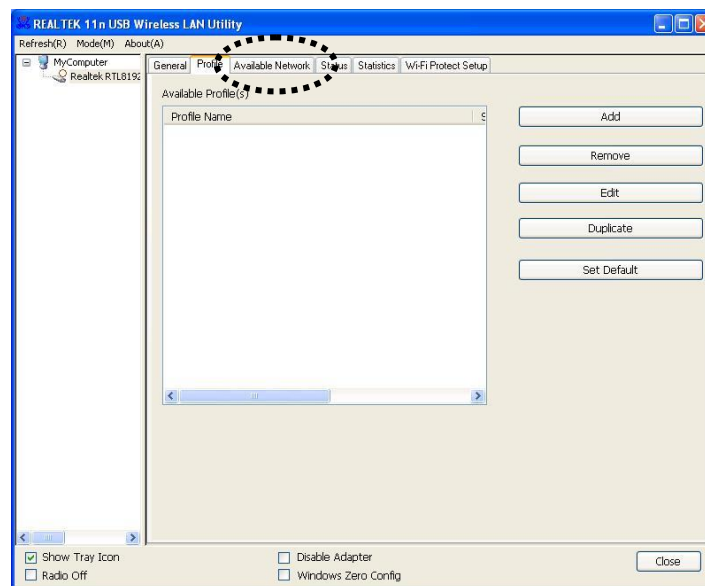 REALTEK 11n USB Wireless LAN Utility
Refresh(R) Mode(M) About(A)
MyComputer
Realtek RTL8192
General Profile Available Network Status Statistics Wi-Fi Protect Setup
Available Profile(s)
Profile Name S
Add
Remove
Edit
Duplicate
Set Default
Show Tray Icon
Radio Off
Disable Adapter
Windows Zero Config
Close